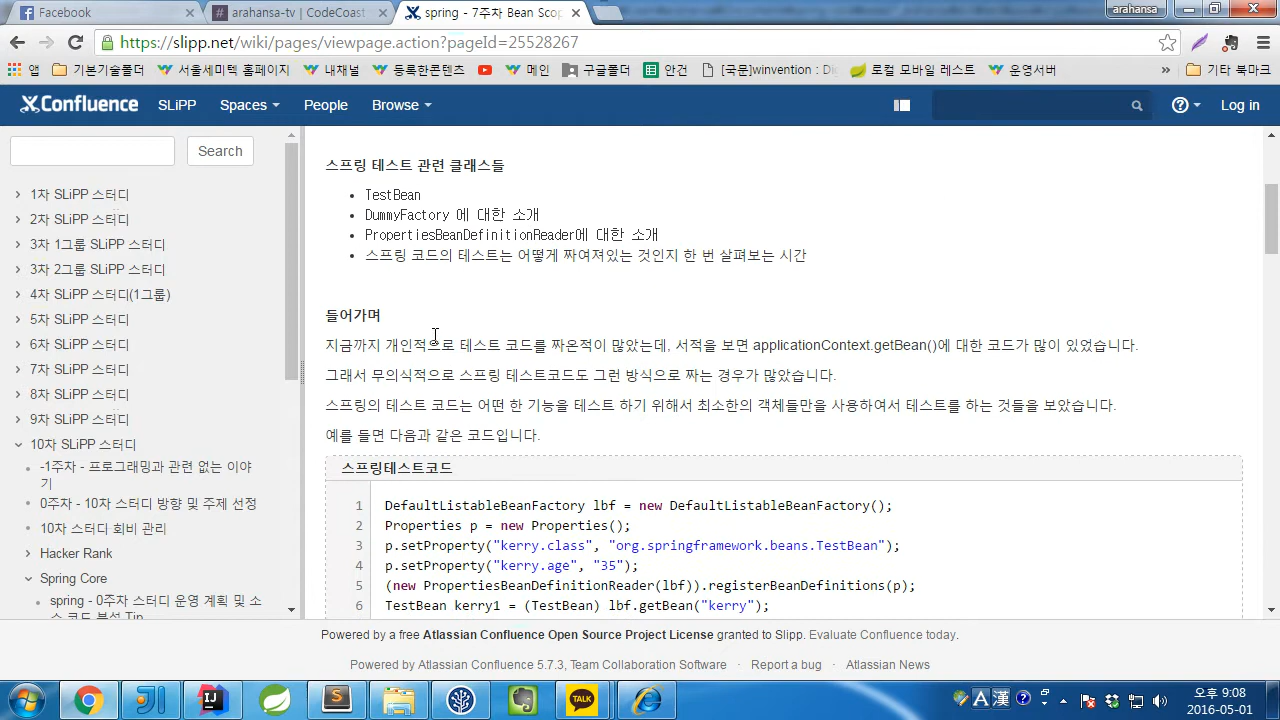 Facebook
arahansa-tv | CodeCoast
spring - 7주차 Bean Scop
arahansa
https://slipp.net/wiki/pages/viewpage.action?pageId=25528267
앱
기본기술폴더
서울세미텍 홈페이지
내채널
등록한콘텐츠
메인
구글폴더
안건
[국문]winvention : Di
로컬 모바일 레스트
운영서버
»
기타 북마크
Confluence
SLiPP
Spaces
People
Browse
Log in
Search
1차 SLiPP 스터디
2차 SLiPP 스터디
3차 1그룹 SLiPP 스터디
3차 2그룹 SLiPP 스터디
4차 SLiPP 스터디(1그룹)
5차 SLiPP 스터디
6차 SLiPP 스터디
7차 SLiPP 스터디
8차 SLiPP 스터디
9차 SLiPP 스터디
10차 SLiPP 스터디
-1주차 - 프로그래밍과 관련 없는 이야
기
0주차 - 10차 스터디 방향 및 주제 선정
10차 스터디 회비 관리
Hacker Rank
Spring Core
spring - 0주차 스터디 운영 계획 및 소
스 코드 분석 Tip
스프링 테스트 관련 클래스들
TestBean
DummyFactory 에 대한 소개
PropertiesBeanDefinitionReader에 대한 소개
스프링 코드의 테스트는 어떻게 짜여져있는 것인지 한 번 살펴보는 시간
들어가며
지금까지 개인적으로 테스트 코드를 짜온적이 많았는데, 서적을 보면 applicationContext.getBean()에 대한 코드가 많이 있었습니다.
그래서 무의식적으로 스프링 테스트코드도 그런 방식으로 짜는 경우가 많았습니다.
스프링의 테스트 코드는 어떤 한 기능을 테스트 하기 위해서 최소한의 객체들만을 사용하여서 테스트를 하는 것들을 보았습니다.
예를 들면 다음과 같은 코드입니다.
스프링테스트코드
1 DefaultListableBeanFactory lbf = new DefaultListableBeanFactory();
2 Properties p = new Properties();
3 p.setProperty("kerry.class", "org.springframework.beans.TestBean");
4 p.setProperty("kerry.age", "35");
5 (new PropertiesBeanDefinitionReader(lbf)).registerBeanDefinitions(p);
6 TestBean kerry1 = (TestBean) lbf.getBean("kerry");
Powered by a free Atlassian Confluence Open Source Project License granted to Slipp. Evaluate Confluence today.
Powered by Atlassian Confluence 5.7.3, Team Collaboration Software · Report a bug · Atlassian News
TALK
A漢
오후 9:08
2016-05-01